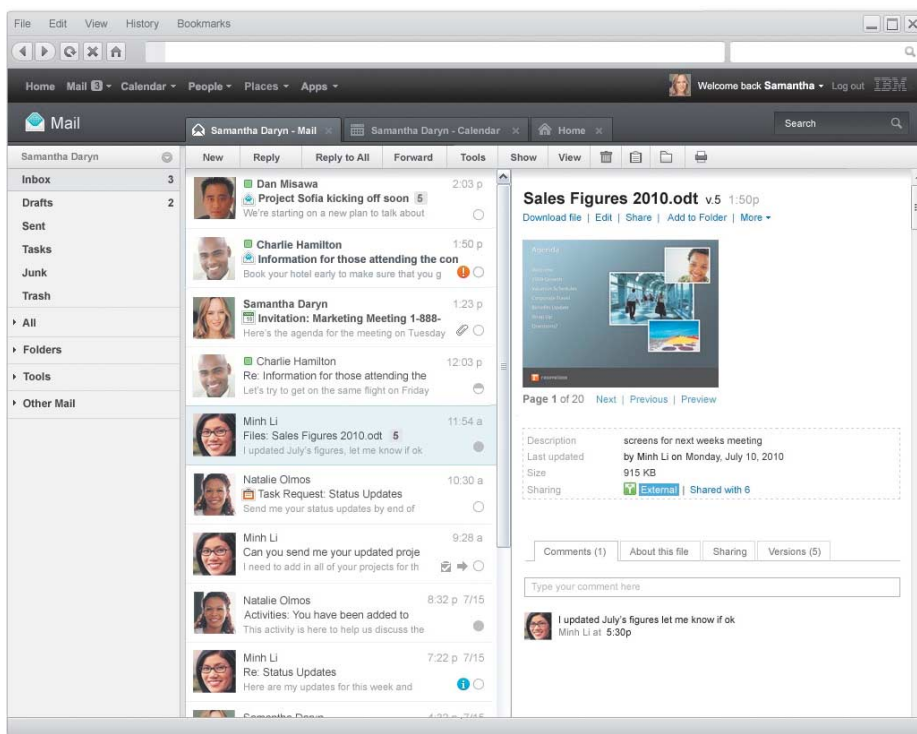 File Edit View History Bookmarks
Home Mail 3 Calendar People Places Apps
Welcome back Samantha Log out IBM
Mail
Samantha Daryn - Mail
Samantha Daryn - Calendar
Home
Search
Samantha Daryn
New Reply Reply to All Forward Tools Show View
Inbox 3
Drafts 2
Sent
Tasks
Junk
Trash
All
Folders
Tools
Other Mail
Dan Misawa 2:03 p
Project Sofia kicking off soon 5
We're starting on a new plan to talk about
Charlie Hamilton 1:50 p
Information for those attending the con
Book your hotel early to make sure that you g
Samantha Daryn 1:23 p
Invitation: Marketing Meeting 1-888-
Here's the agenda for the meeting on Tuesday
Charlie Hamilton 12:03 p
Re: Information for those attending the
Let's try to get on the same flight on Friday
Minh Li 11:54 a
Files: Sales Figures 2010.odt 5
I updated July's figures, let me know if ok
Natalie Olmos 10:30 a
Task Request: Status Updates
Send me your status updates by end of
Minh Li 9:28 a
Can you send me your updated proje
I need to add in all of your projects for th
Natalie Olmos 8:32 p 7/15
Activities: You have been added to
This activity is here to help us discuss the
Minh Li 7:22 p 7/15
Re: Status Updates
Here are my updates for this week and
Samantha Daryn 4:32 p 7/15
Sales Figures 2010.odt v.5 1:50p
Download file | Edit | Share | Add to Folder | More
Agenda
Page 1 of 20 Next | Previous | Preview
Description screens for next weeks meeting
Last updated by Minh Li on Monday, July 10, 2010
Size 915 KB
Sharing External | Shared with 6
Comments (1) About this file Sharing Versions (5)
Type your comment here
I updated July's figures let me know if ok
Minh Li at 5:30p